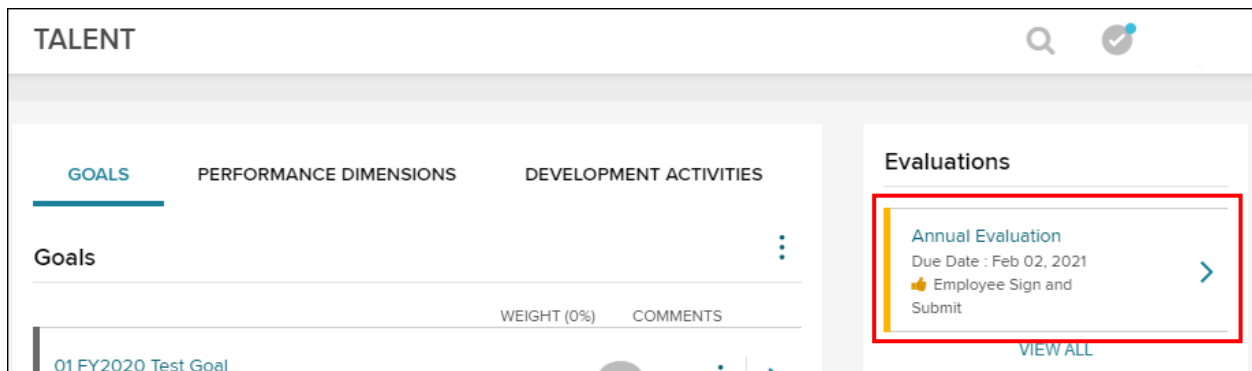 TALENT
GOALS PERFORMANCE DIMENSIONS DEVELOPMENT ACTIVITIES
Goals
WEIGHT (0%) COMMENTS
01 FY2020 Test Goal
Evaluations
Annual Evaluation
Due Date : Feb 02, 2021
Employee Sign and
Submit
VIEW ALL